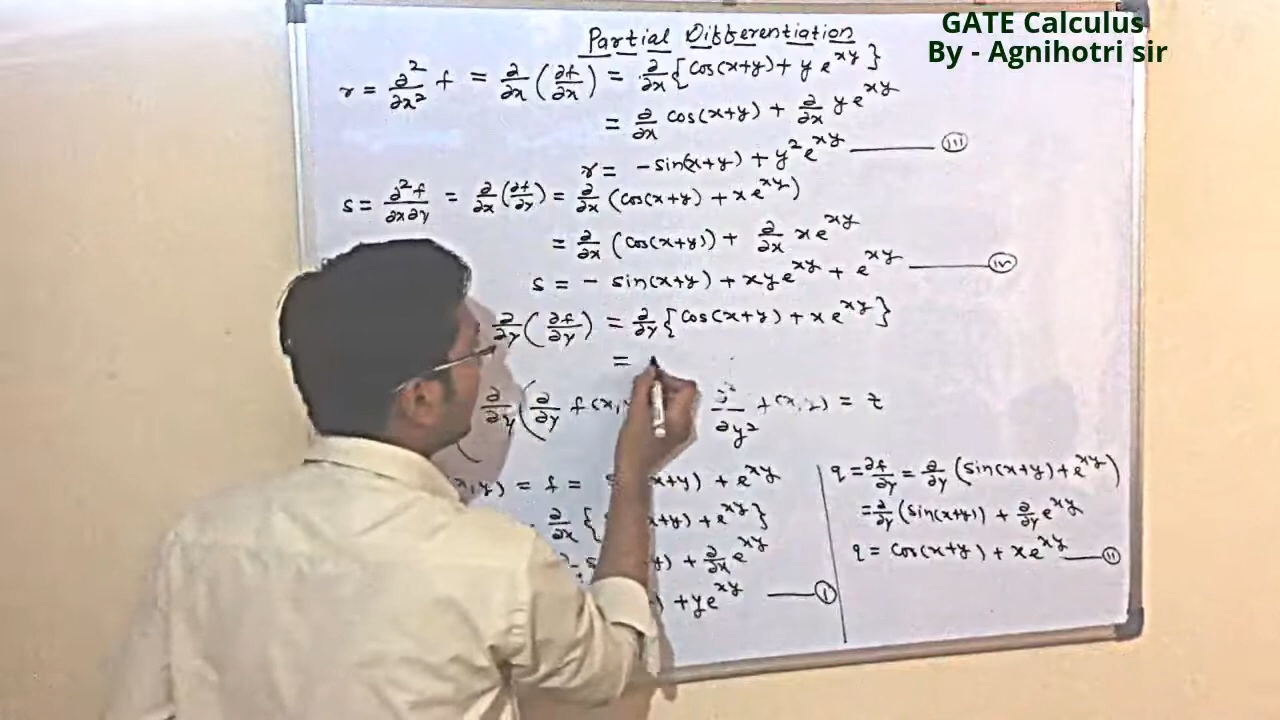 GATE Calculus
By - Agnihotri sir
Partial Differentiation
r = ∂²/∂x² f = ∂/∂x (∂f/∂x) = ∂/∂x {cos(x+y) + y e^xy}
= ∂/∂x cos(x+y) + ∂/∂x y e^xy
r = -sin(x+y) + y² e^xy —— (iii)
s = ∂²f/∂x∂y = ∂/∂x (∂f/∂y) = ∂/∂x (cos(x+y) + x e^xy)
= ∂/∂x (cos(x+y)) + ∂/∂x x e^xy
s = - sin(x+y) + xy e^xy + e^xy —— (iv)
∂/∂y (∂f/∂y) = ∂/∂y {cos(x+y) + x e^xy}
=
∂/∂y (∂/∂y f(x, ∂²/∂y² f(x,y) = t
x,y) = f = x+y) + e^xy
∂/∂x { x+y) + e^xy}
y) + ∂/∂x e^xy
) + y e^xy —— (i)
q = ∂f/∂y = ∂/∂y (sin(x+y) + e^xy)
= ∂/∂y (sin(x+y)) + ∂/∂y e^xy
q = cos(x+y) + x e^xy —— (ii)